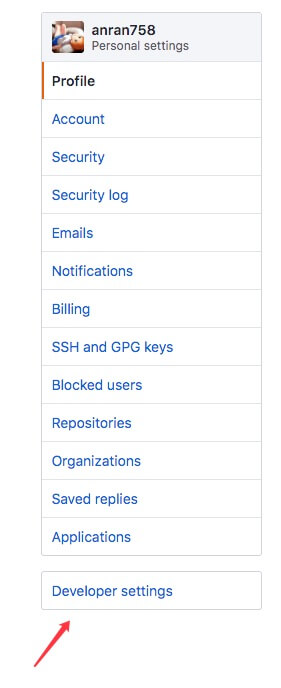 anran758
Personal settings
Profile
Account
Security
Security log
Emails
Notifications
Billing
SSH and GPG keys
Blocked users
Repositories
Organizations
Saved replies
Applications
Developer settings